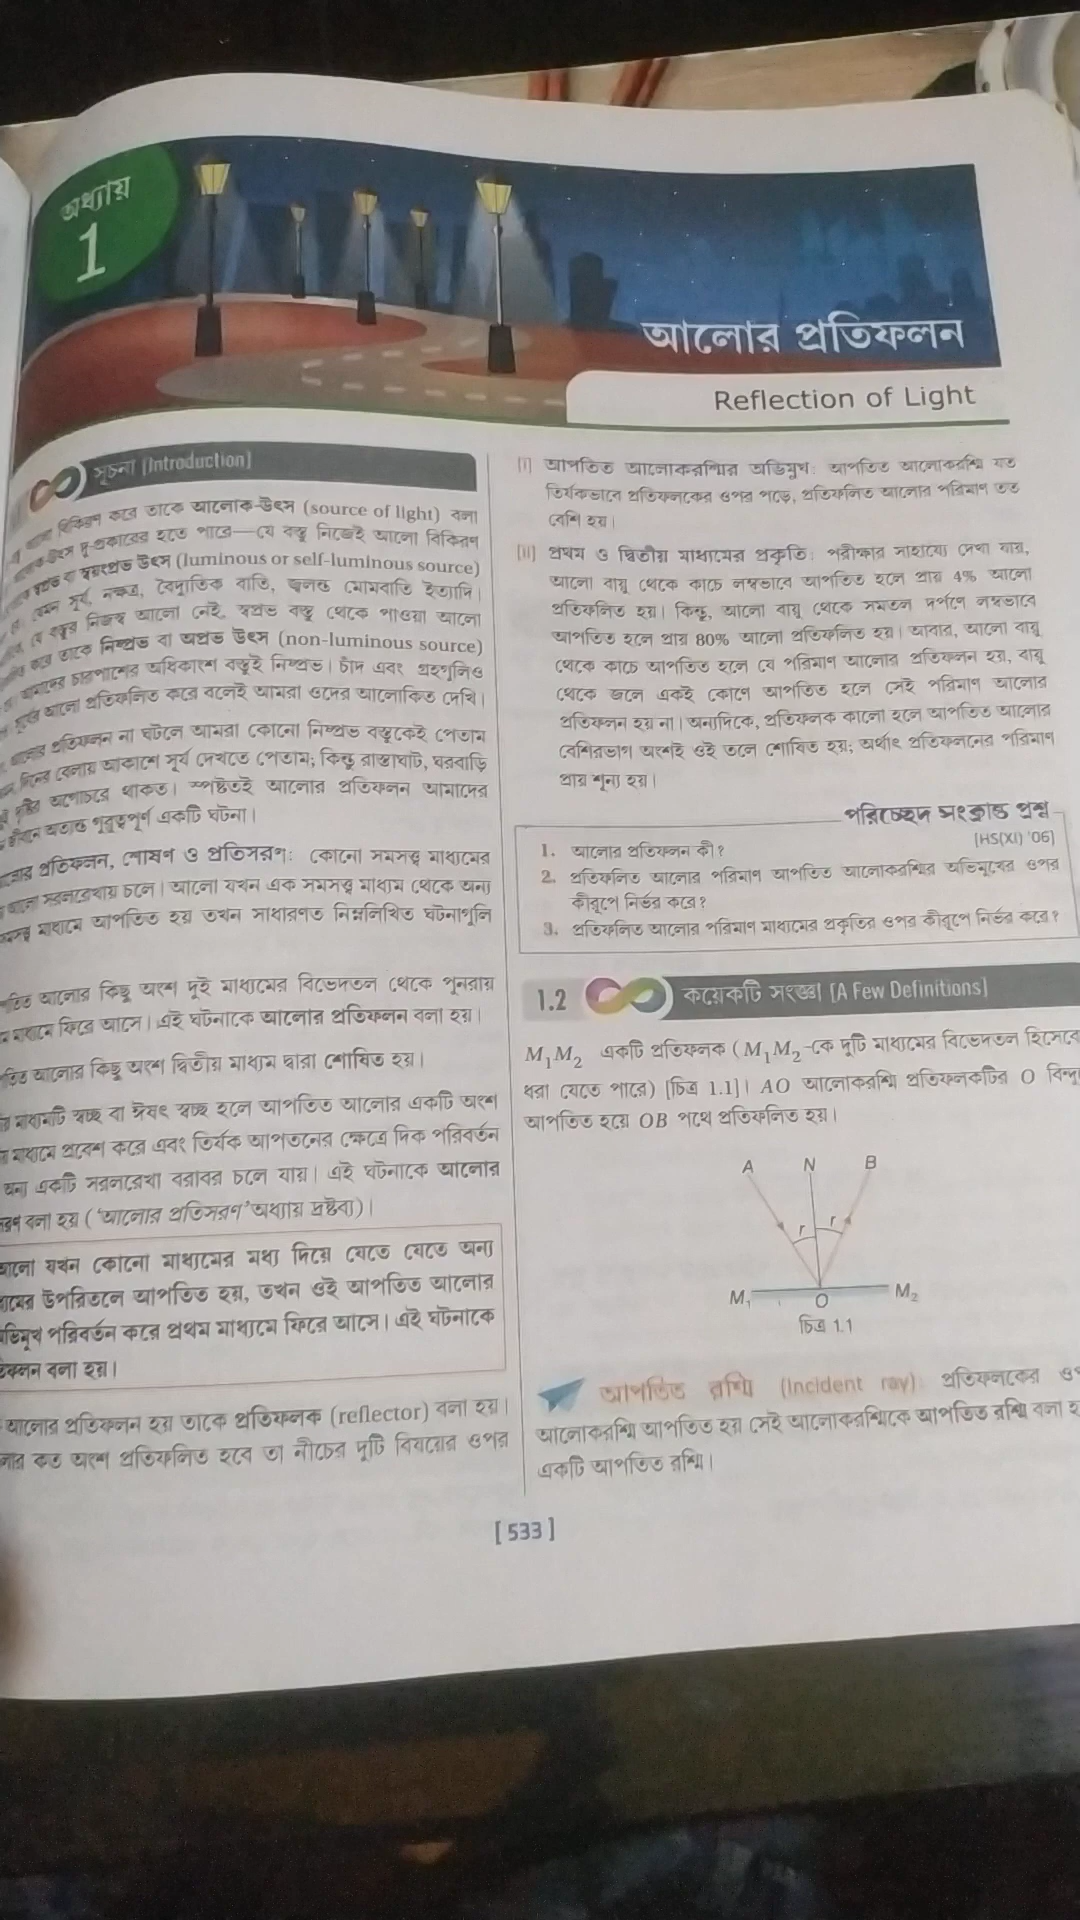 অধ্যায়
1
আলোর প্রতিফলন
Reflection of Light
সূচনা [Introduction]
বিকিরণ করে তাকে আলোক-উৎস (source of light) বলা
দু-প্রকারের হতে পারে—যে বস্তু নিজেই আলো বিকিরণ
স্বপ্রভ বা স্বয়ংপ্রভ উৎস (luminous or self-luminous source)
যেমন সূর্য, নক্ষত্র, বৈদ্যুতিক বাতি, জ্বলন্ত মোমবাতি ইত্যাদি।
যে বস্তুর নিজস্ব আলো নেই, স্বপ্রভ বস্তু থেকে পাওয়া আলো
করে তাকে নিষ্প্রভ বা অপ্রভ উৎস (non-luminous source)
আমাদের চারপাশের অধিকাংশ বস্তুই নিষ্প্রভ। চাঁদ এবং গ্রহগুলিও
সূর্যের আলো প্রতিফলিত করে বলেই আমরা ওদের আলোকিত দেখি।
আলোর প্রতিফলন না ঘটলে আমরা কোনো নিষ্প্রভ বস্তুকেই পেতাম
দিনের বেলায় আকাশে সূর্য দেখতে পেতাম; কিন্তু রাস্তাঘাট, ঘরবাড়ি
দৃষ্টির অগোচরে থাকত। স্পষ্টতই আলোর প্রতিফলন আমাদের
জীবনে অত্যন্ত গুরুত্বপূর্ণ একটি ঘটনা।
প্রতিফলন, শোষণ ও প্রতিসরণ: কোনো সমসত্ত্ব মাধ্যমের
আলো সরলরেখায় চলে। আলো যখন এক সমসত্ত্ব মাধ্যম থেকে অন্য
মাধ্যমে আপতিত হয় তখন সাধারণত নিম্নলিখিত ঘটনাগুলি
আলোর কিছু অংশ দুই মাধ্যমের বিভেদতল থেকে পুনরায়
মাধ্যমে ফিরে আসে। এই ঘটনাকে আলোর প্রতিফলন বলা হয়।
আলোর কিছু অংশ দ্বিতীয় মাধ্যম দ্বারা শোষিত হয়।
মাধ্যমটি স্বচ্ছ বা ঈষৎ স্বচ্ছ হলে আপতিত আলোর একটি অংশ
মাধ্যমে প্রবেশ করে এবং তির্যক আপতনের ক্ষেত্রে দিক পরিবর্তন
অন্য একটি সরলরেখা বরাবর চলে যায়। এই ঘটনাকে আলোর
বলা হয় ('আলোর প্রতিসরণ' অধ্যায় দ্রষ্টব্য)।
যখন কোনো মাধ্যমের মধ্য দিয়ে যেতে যেতে অন্য
উপরিতলে আপতিত হয়, তখন ওই আপতিত আলোর
পরিবর্তন করে প্রথম মাধ্যমে ফিরে আসে। এই ঘটনাকে
বলা হয়।
আলোর প্রতিফলন হয় তাকে প্রতিফলক (reflector) বলা হয়।
কত অংশ প্রতিফলিত হবে তা নীচের দুটি বিষয়ের ওপর
[i] আপতিত আলোকরশ্মির অভিমুখ: আপতিত আলোকরশ্মি যত
তির্যকভাবে প্রতিফলকের ওপর পড়ে, প্রতিফলিত আলোর পরিমাণ তত
বেশি হয়।
[ii] প্রথম ও দ্বিতীয় মাধ্যমের প্রকৃতি: পরীক্ষার সাহায্যে দেখা যায়,
আলো বায়ু থেকে কাচে লম্বভাবে আপতিত হলে প্রায় 4% আলো
প্রতিফলিত হয়। কিন্তু, আলো বায়ু থেকে সমতল দর্পণে লম্বভাবে
আপতিত হলে প্রায় 80% আলো প্রতিফলিত হয়। আবার, আলো বায়ু
থেকে কাচে আপতিত হলে যে পরিমাণ আলোর প্রতিফলন হয়, বায়ু
থেকে জলে একই কোণে আপতিত হলে সেই পরিমাণ আলোর
প্রতিফলন হয় না। অন্যদিকে, প্রতিফলক কালো হলে আপতিত আলোর
বেশিরভাগ অংশই ওই তলে শোষিত হয়; অর্থাৎ প্রতিফলনের পরিমাণ
প্রায় শূন্য হয়।
পরিচ্ছেদ সংক্রান্ত প্রশ্ন
1. আলোর প্রতিফলন কী? [HS(XI) '06]
2. প্রতিফলিত আলোর পরিমাণ আপতিত আলোকরশ্মির অভিমুখের ওপর
কীরূপে নির্ভর করে?
3. প্রতিফলিত আলোর পরিমাণ মাধ্যমের প্রকৃতির ওপর কীরূপে নির্ভর করে?
1.2 কয়েকটি সংজ্ঞা [A Few Definitions]
M₁M₂ একটি প্রতিফলক (M₁M₂-কে দুটি মাধ্যমের বিভেদতল হিসেবে
ধরা যেতে পারে) [চিত্র 1.1]। AO আলোকরশ্মি প্রতিফলকটির O বিন্দু
আপতিত হয়ে OB পথে প্রতিফলিত হয়।
A N B
r r
M₁ O M₂
চিত্র 1.1
আপতিত রশ্মি (Incident ray): প্রতিফলকের
আলোকরশ্মি আপতিত হয় সেই আলোকরশ্মিকে আপতিত রশ্মি বলা
একটি আপতিত রশ্মি।
[ 533 ]